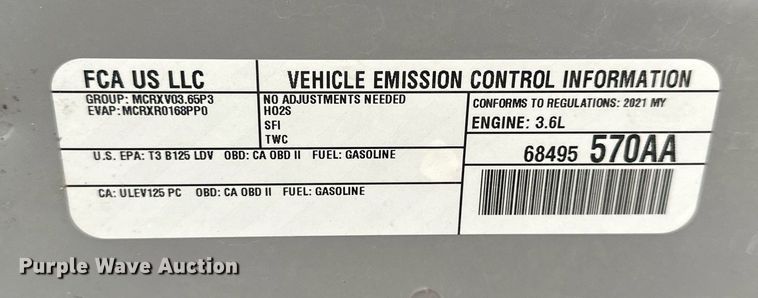 FCA US LLC
VEHICLE EMISSION CONTROL INFORMATION
GROUP: MCRXV03.65P3
EVAP: MCRXR0168PP0
NO ADJUSTMENTS NEEDED
HO2S
SFI
TWC
CONFORMS TO REGULATIONS: 2021 MY
ENGINE: 3.6L
U.S. EPA: T3 B125 LDV OBD: CA OBD II FUEL: GASOLINE
68495 570AA
CA: ULEV125 PC OBD: CA OBD II FUEL: GASOLINE
Purple Wave Auction